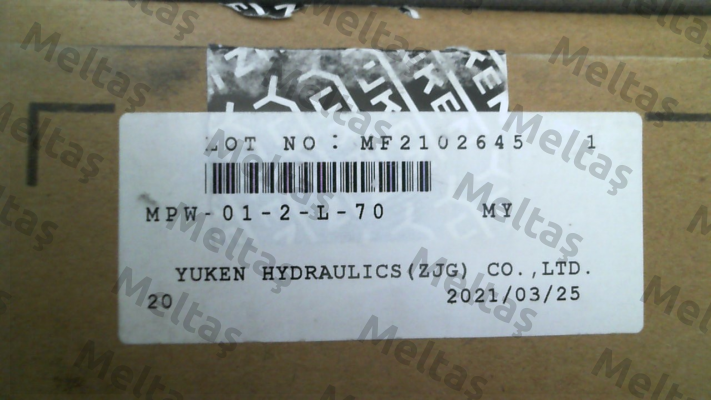 LOT NO: MF2102645 1
MPW-01-2-L-70 MY
YUKEN HYDRAULICS(ZJG) CO.,LTD.
20 2021/03/25
Meltaş